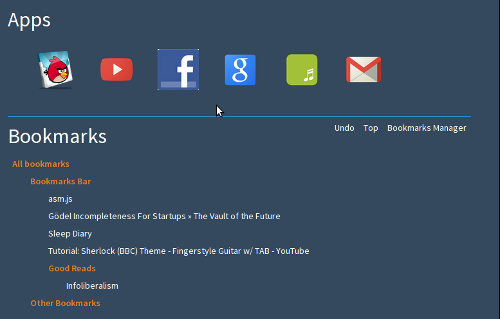 Apps
f
g
Bookmarks
Undo Top Bookmarks Manager
All bookmarks
Bookmarks Bar
asm.js
Gödel Incompleteness For Startups » The Vault of the Future
Sleep Diary
Tutorial: Sherlock (BBC) Theme - Fingerstyle Guitar w/ TAB - YouTube
Good Reads
Infoliberalism
Other Bookmarks